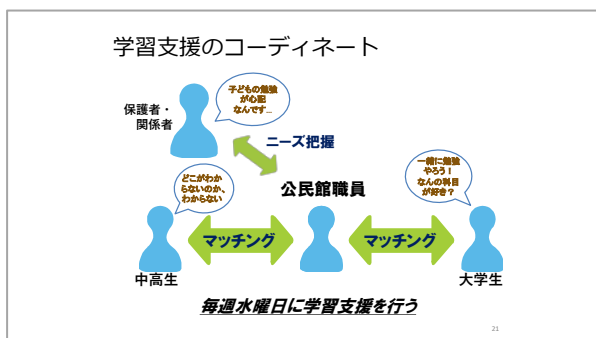 学習支援のコーディネート
子どもの勉強
が心配
なんです…
保護者・
関係者
ニーズ把握
どこがわか
らないのか、
わからない
公民館職員
一緒に勉強
やろう！
なんの科目
が好き？
マッチング
マッチング
中高生
大学生
毎週水曜日に学習支援を行う
21